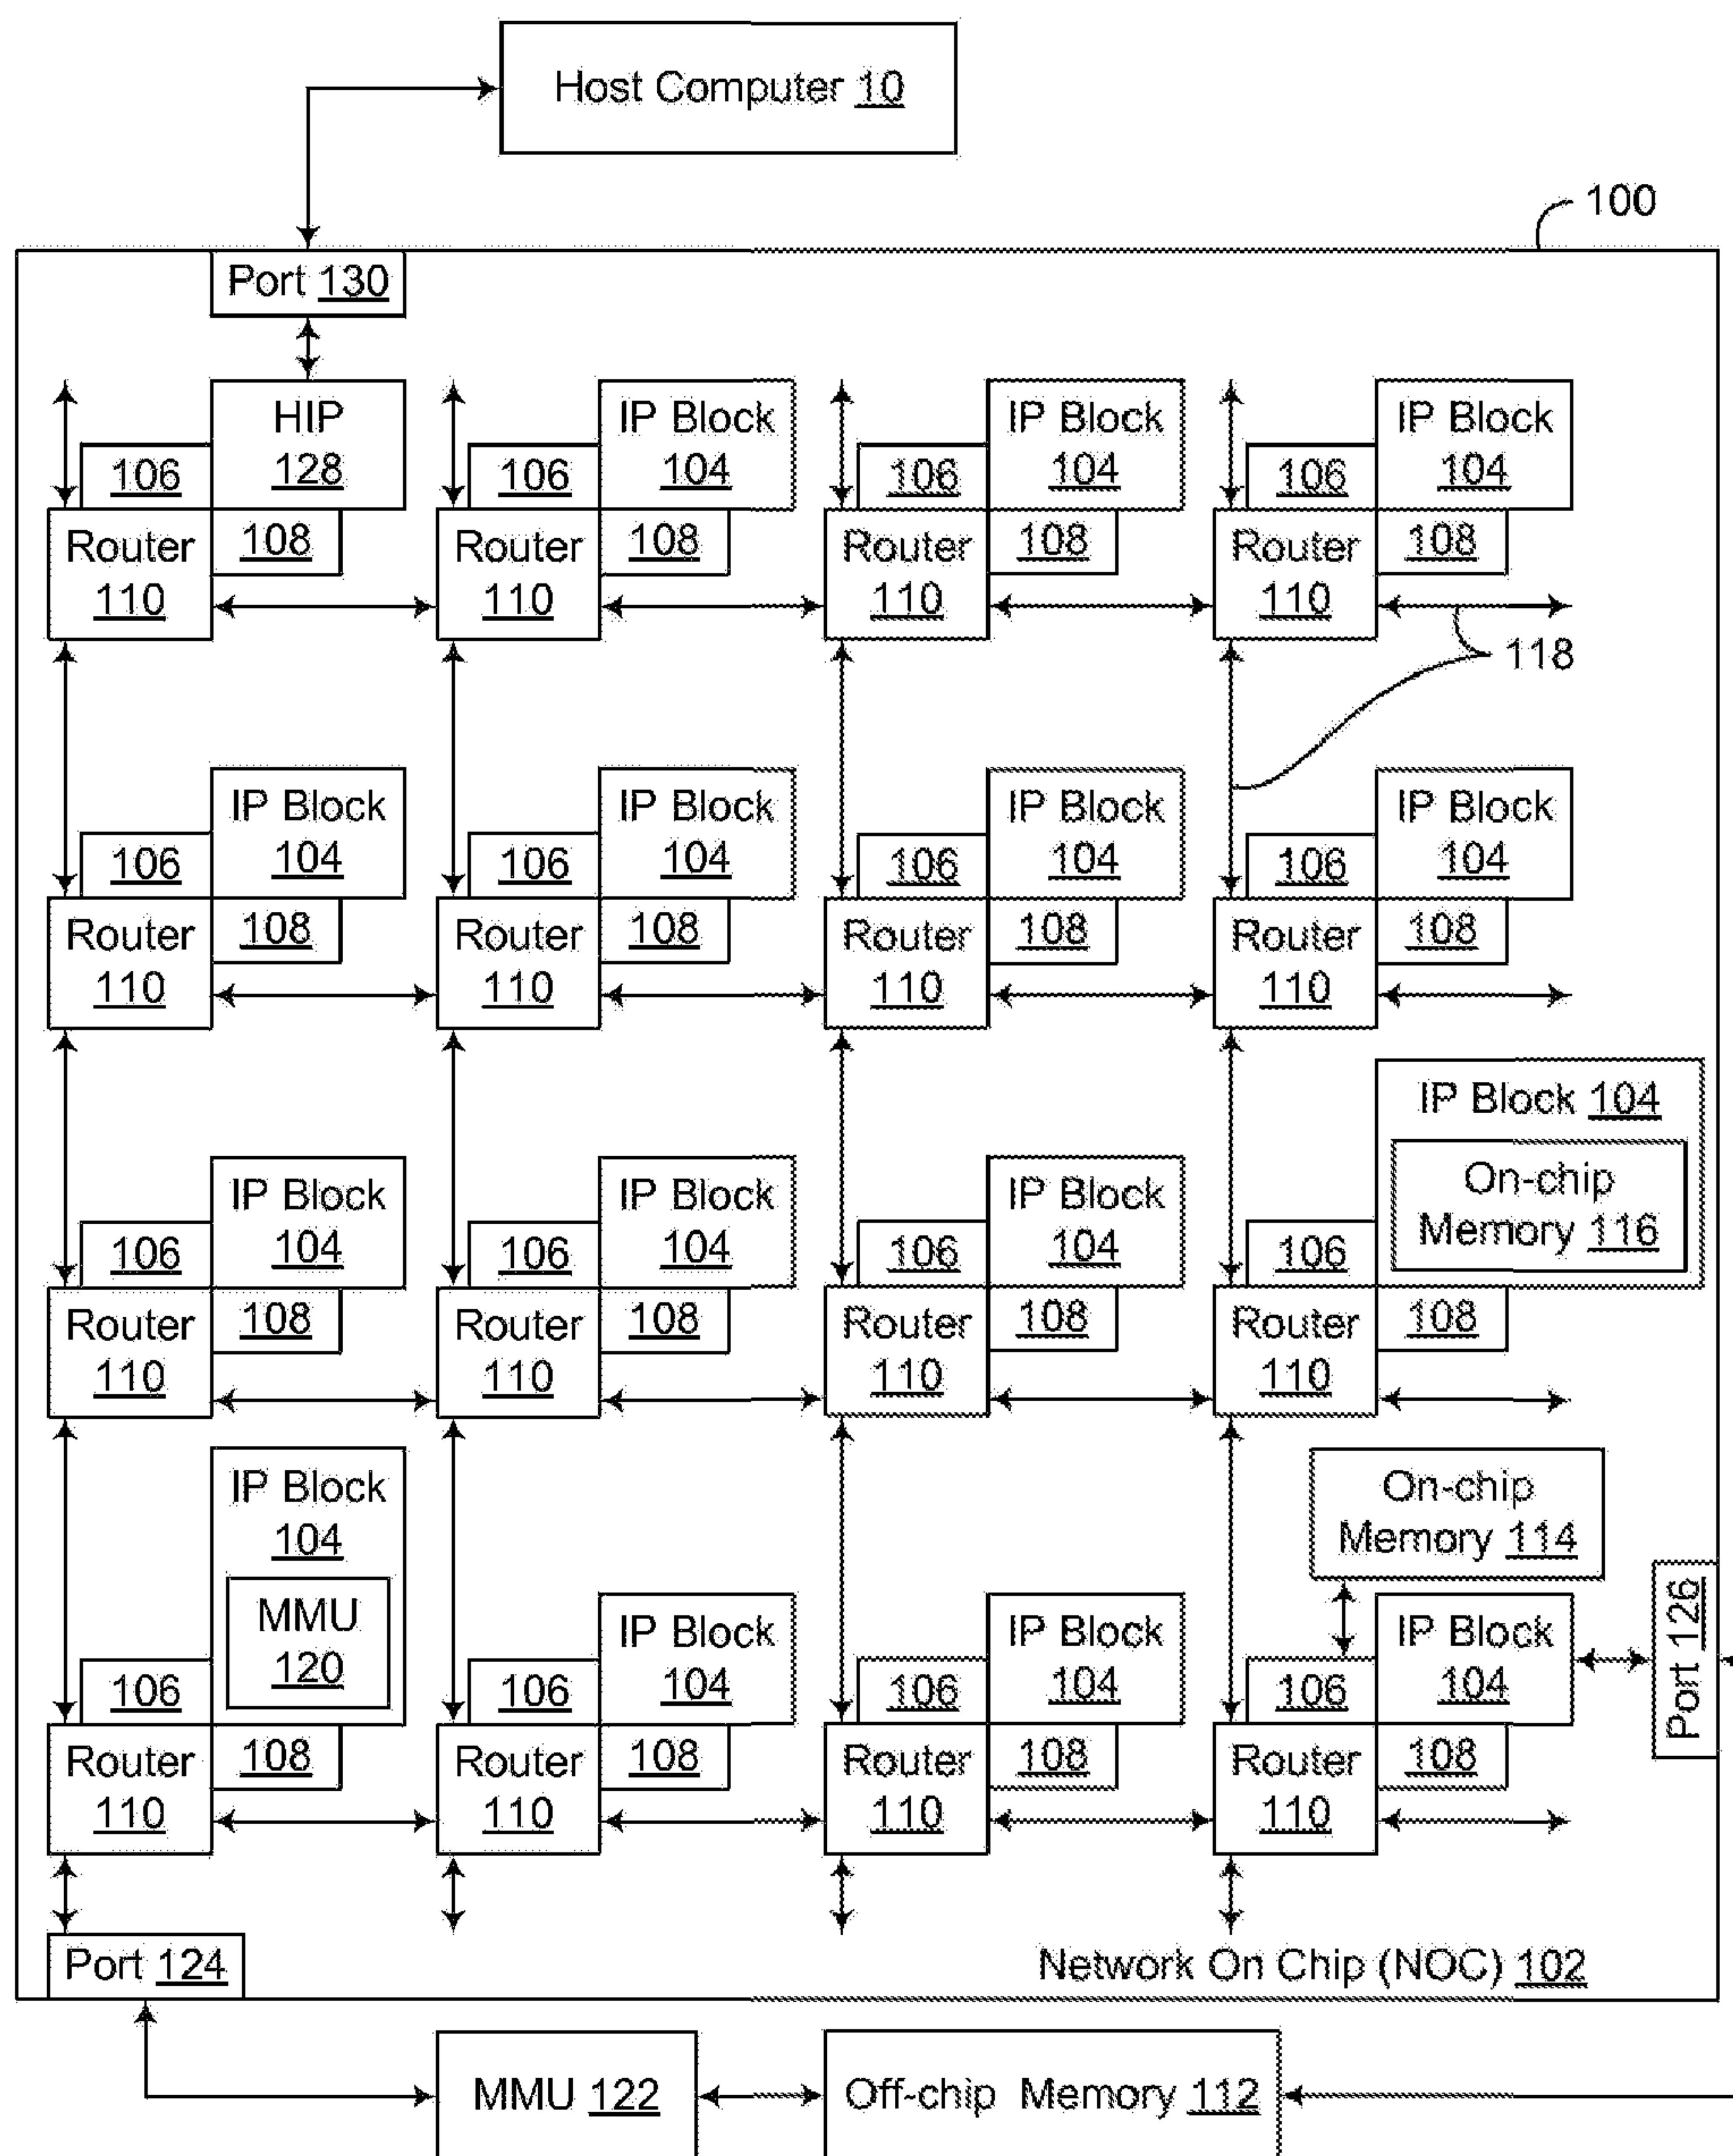 Host Computer 10
100
Port 130
HIP
128
106
108
Router
110
IP Block
104
106
108
Router
110
IP Block
104
106
108
Router
110
IP Block
104
106
108
Router
110
118
IP Block
104
106
108
Router
110
IP Block
104
106
108
Router
110
IP Block
104
106
108
Router
110
IP Block
104
106
108
Router
110
IP Block
104
106
108
Router
110
IP Block
104
106
108
Router
110
IP Block
104
106
108
Router
110
IP Block 104
On-chip
Memory 116
106
108
Router
110
IP Block
104
MMU
120
106
108
Router
110
IP Block
104
106
108
Router
110
IP Block
104
106
108
Router
110
On-chip
Memory 114
IP Block
104
106
108
Router
110
Port 126
Port 124
Network On Chip (NOC) 102
MMU 122
Off-chip Memory 112